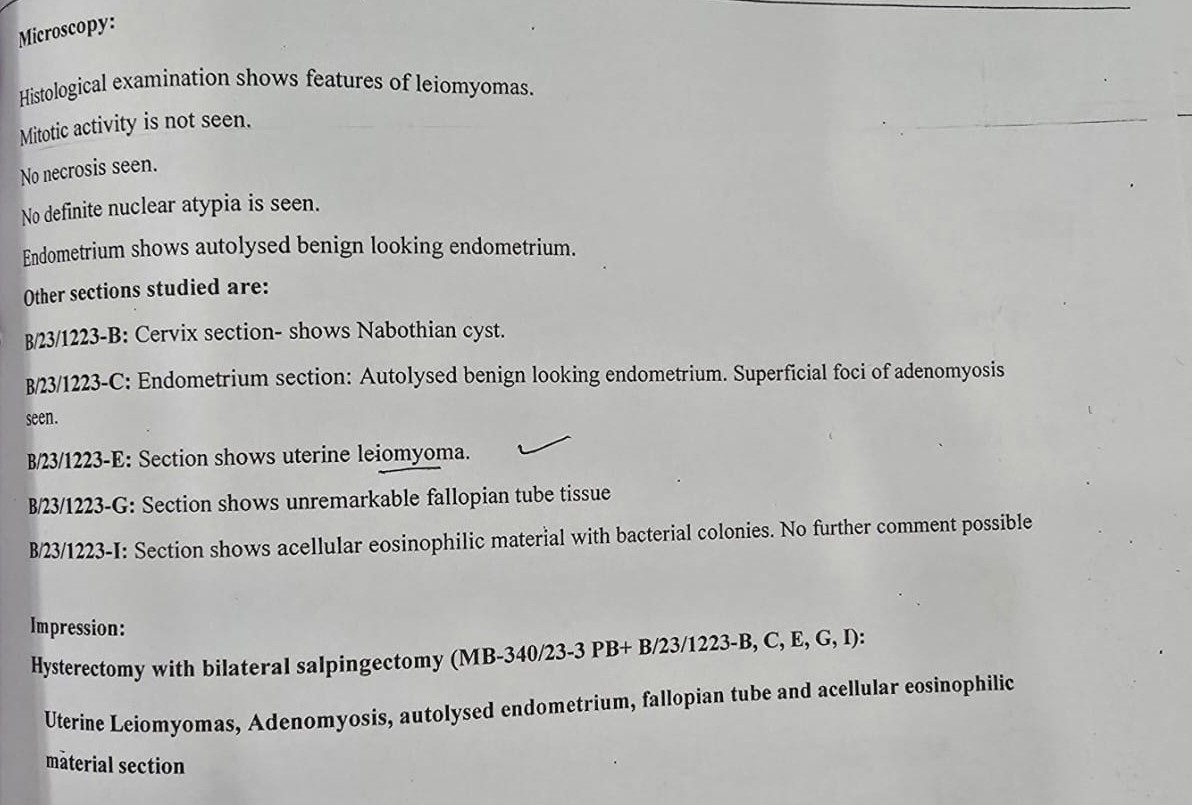 Microscopy:
Histological examination shows features of leiomyomas.
Mitotic activity is not seen.
No necrosis seen.
No definite nuclear atypia is seen.
Endometrium shows autolysed benign looking endometrium.
Other sections studied are:
B/23/1223-B: Cervix section- shows Nabothian cyst.
B/23/1223-C: Endometrium section: Autolysed benign looking endometrium. Superficial foci of adenomyosis
seen.
B/23/1223-E: Section shows uterine leiomyoma.
B/23/1223-G: Section shows unremarkable fallopian tube tissue
B/23/1223-I: Section shows acellular eosinophilic material with bacterial colonies. No further comment possible
Impression:
Hysterectomy with bilateral salpingectomy (MB-340/23-3 PB+ B/23/1223-B, C, E, G, I):
Uterine Leiomyomas, Adenomyosis, autolysed endometrium, fallopian tube and acellular eosinophilic
material section